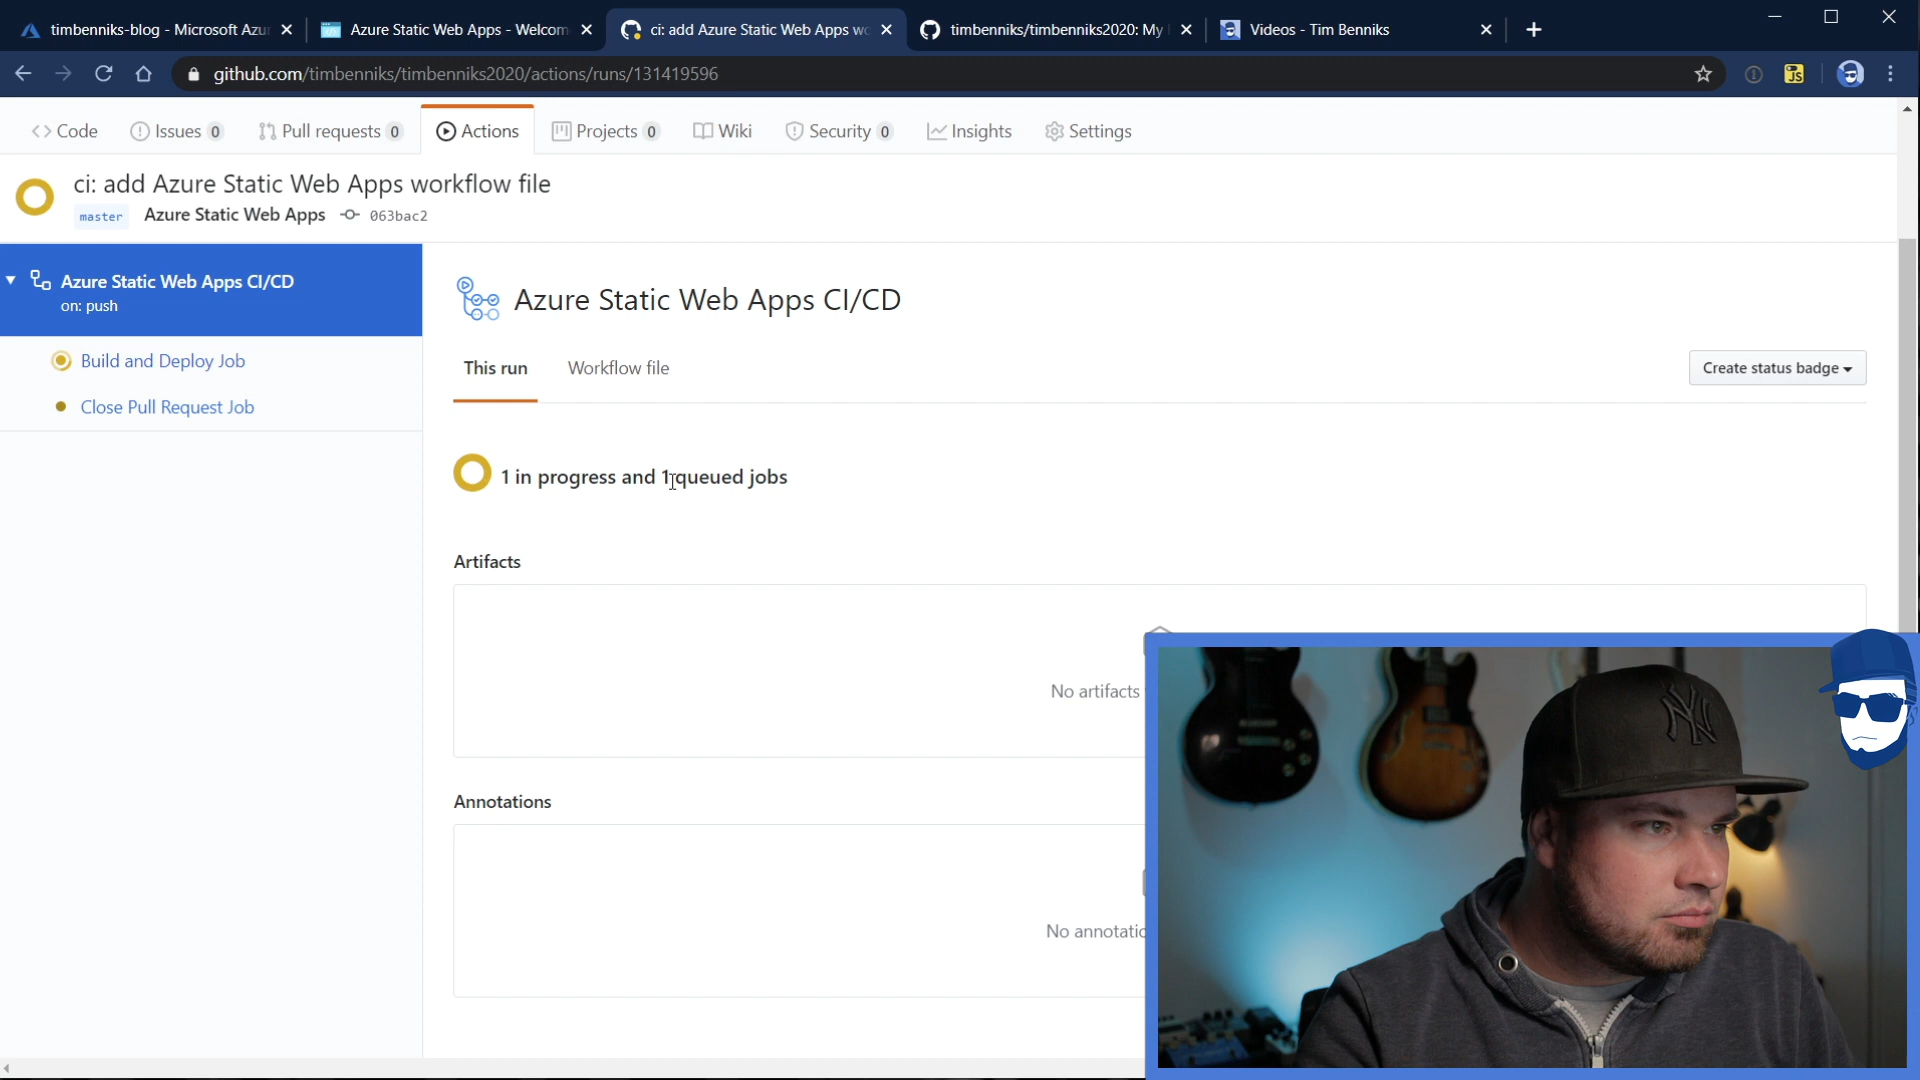 timbenniks-blog - Microsoft Azu
Azure Static Web Apps - Welcom
ci: add Azure Static Web Apps wo
timbenniks/timbenniks2020: My
Videos - Tim Benniks
github.com/timbenniks/timbenniks2020/actions/runs/131419596
JS
Code
Issues 0
Pull requests 0
Actions
Projects 0
Wiki
Security 0
Insights
Settings
ci: add Azure Static Web Apps workflow file
master Azure Static Web Apps 063bac2
Azure Static Web Apps CI/CD
on: push
Build and Deploy Job
Close Pull Request Job
Azure Static Web Apps CI/CD
This run
Workflow file
Create status badge
1 in progress and 1 queued jobs
Artifacts
No artifacts
Annotations
No annotatio
NY